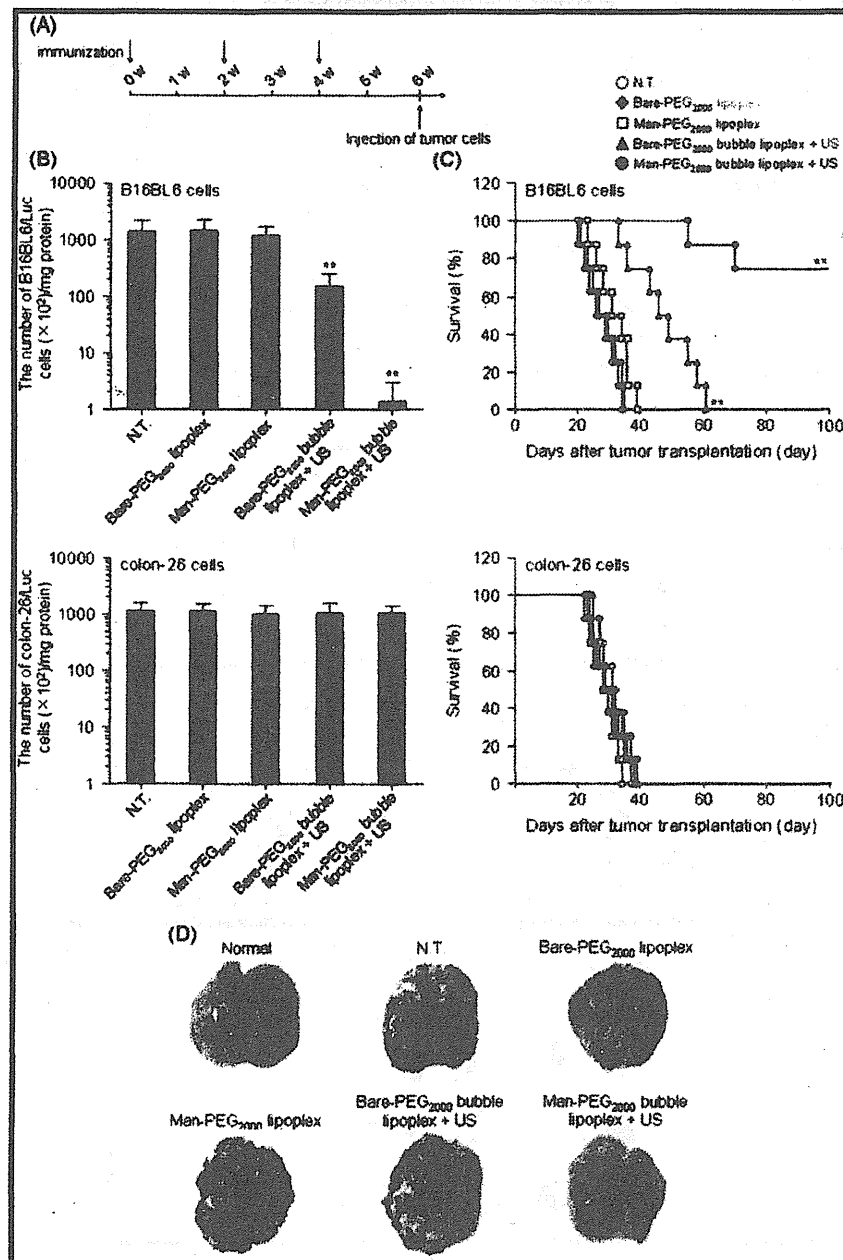 (A)
immunization
0 w 1 w 2 w 3 w 4 w 5 w 6 w
Injection of tumor cells
N.T.
Bare-PEG2000 lipoplex
Man-PEG2000 lipoplex
Bare-PEG2000 bubble lipoplex + US
Man-PEG2000 bubble lipoplex + US
(B)
B16BL6 cells
The number of B16BL6/Luc
cells (×10²)/mg protein)
10000
1000
100
10
1
**
**
N.T.
Bare-PEG2000 lipoplex
Man-PEG2000 lipoplex
Bare-PEG2000 bubble
lipoplex + US
Man-PEG2000 bubble
lipoplex + US
(C)
B16BL6 cells
Survival (%)
120
100
80
60
40
20
0
**
**
0 20 40 60 80 100
Days after tumor transplantation (day)
colon-26 cells
The number of colon-26/Luc
cells (×10²)/mg protein)
10000
1000
100
10
1
N.T.
Bare-PEG2000 lipoplex
Man-PEG2000 lipoplex
Bare-PEG2000 bubble
lipoplex + US
Man-PEG2000 bubble
lipoplex + US
colon-26 cells
Survival (%)
120
100
80
60
40
20
0
0 20 40 60 80 100
Days after tumor transplantation (day)
(D)
Normal
N.T.
Bare-PEG2000 lipoplex
Man-PEG2000 lipoplex
Bare-PEG2000 bubble
lipoplex + US
Man-PEG2000 bubble
lipoplex + US